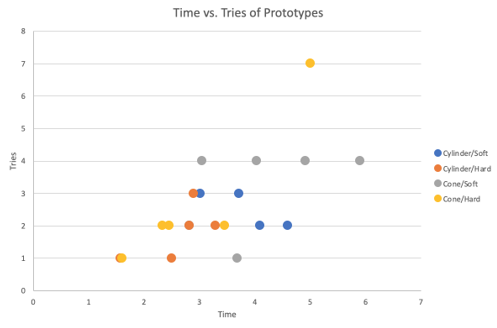 Time vs. Tries of Prototypes
8
7
6
5
4
3
2
1
0
Tries
0 1 2 3 4 5 6 7
Time
Cylinder/Soft
Cylinder/Hard
Cone/Soft
Cone/Hard